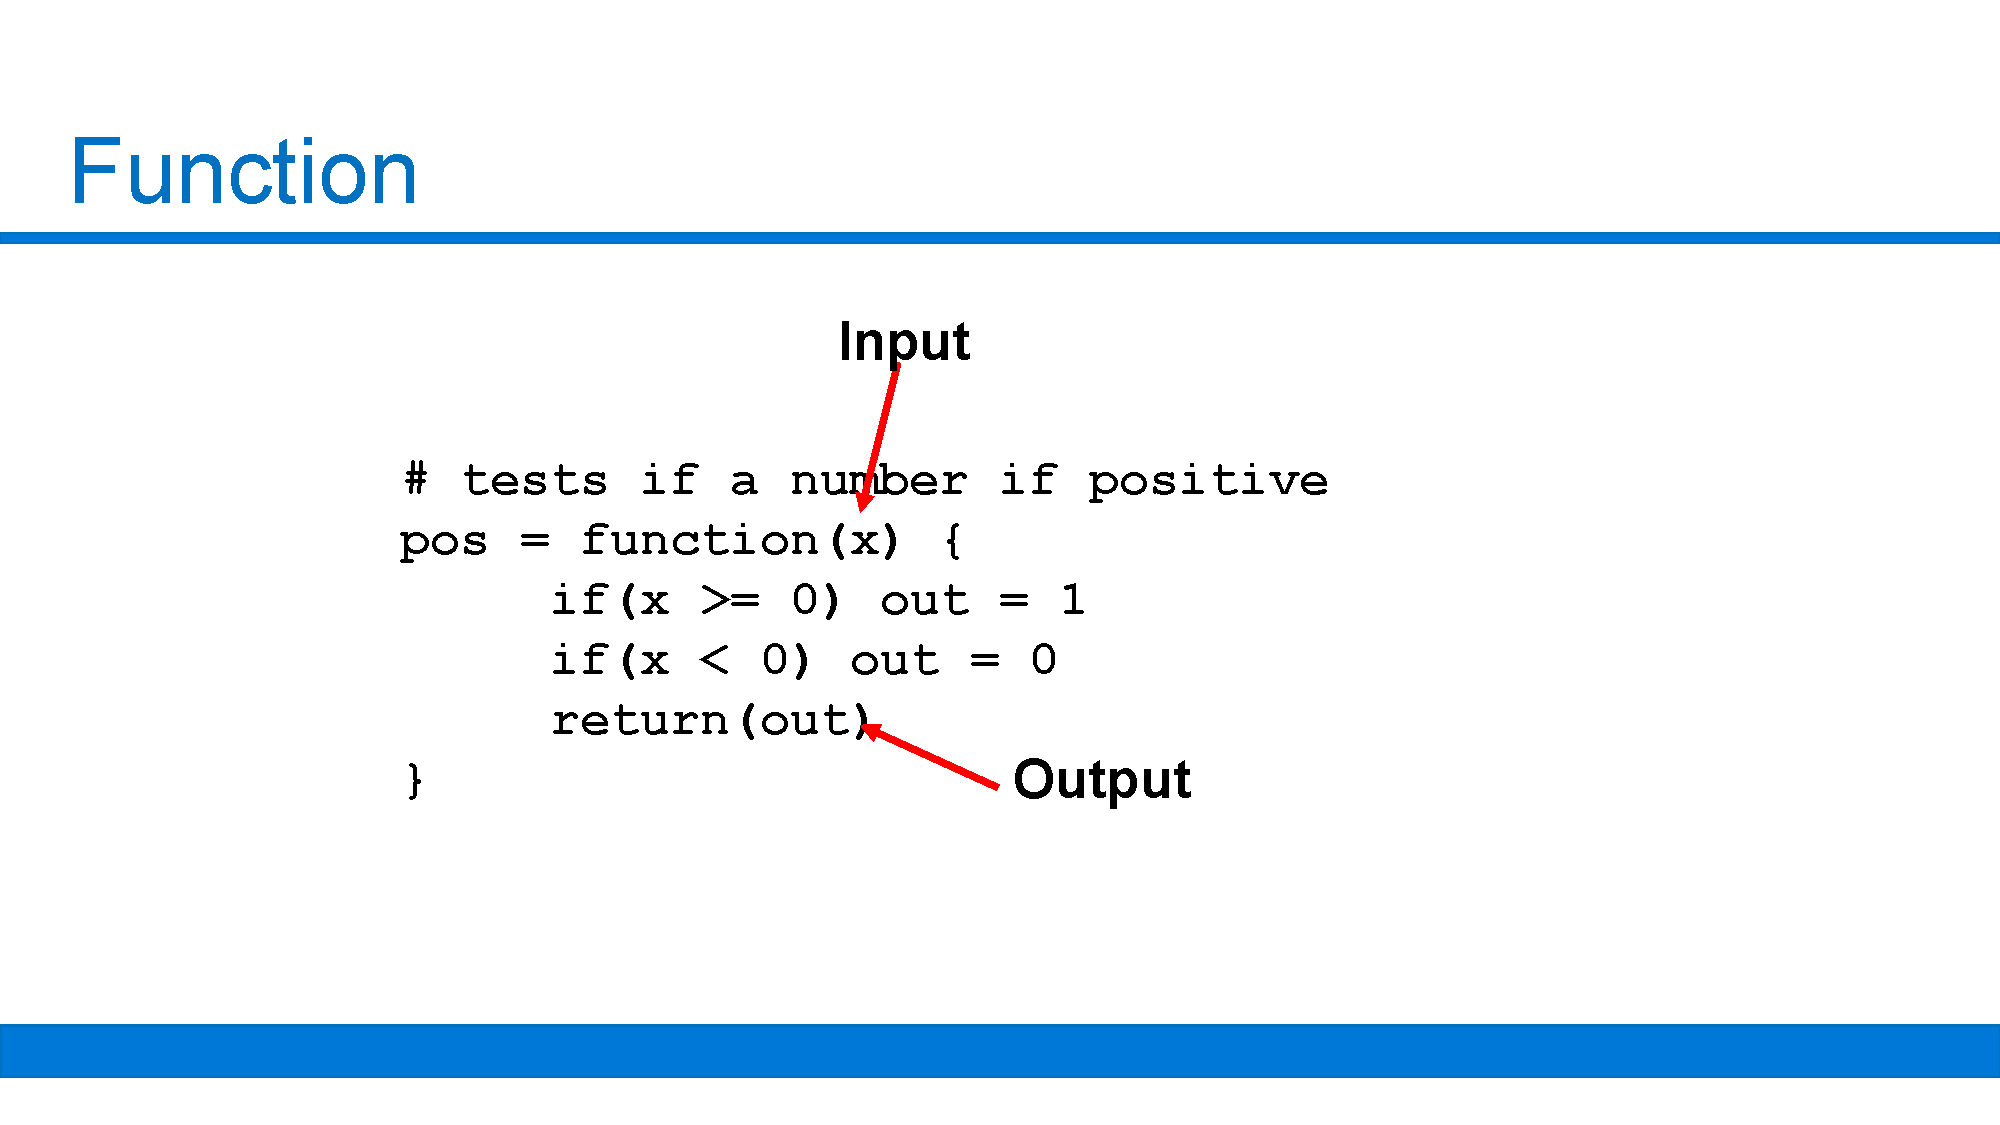 Function
Input
# tests if a number if positive
pos = function(x) {
if(x >= 0) out = 1
if(x < 0) out = 0
return(out)
}
Output